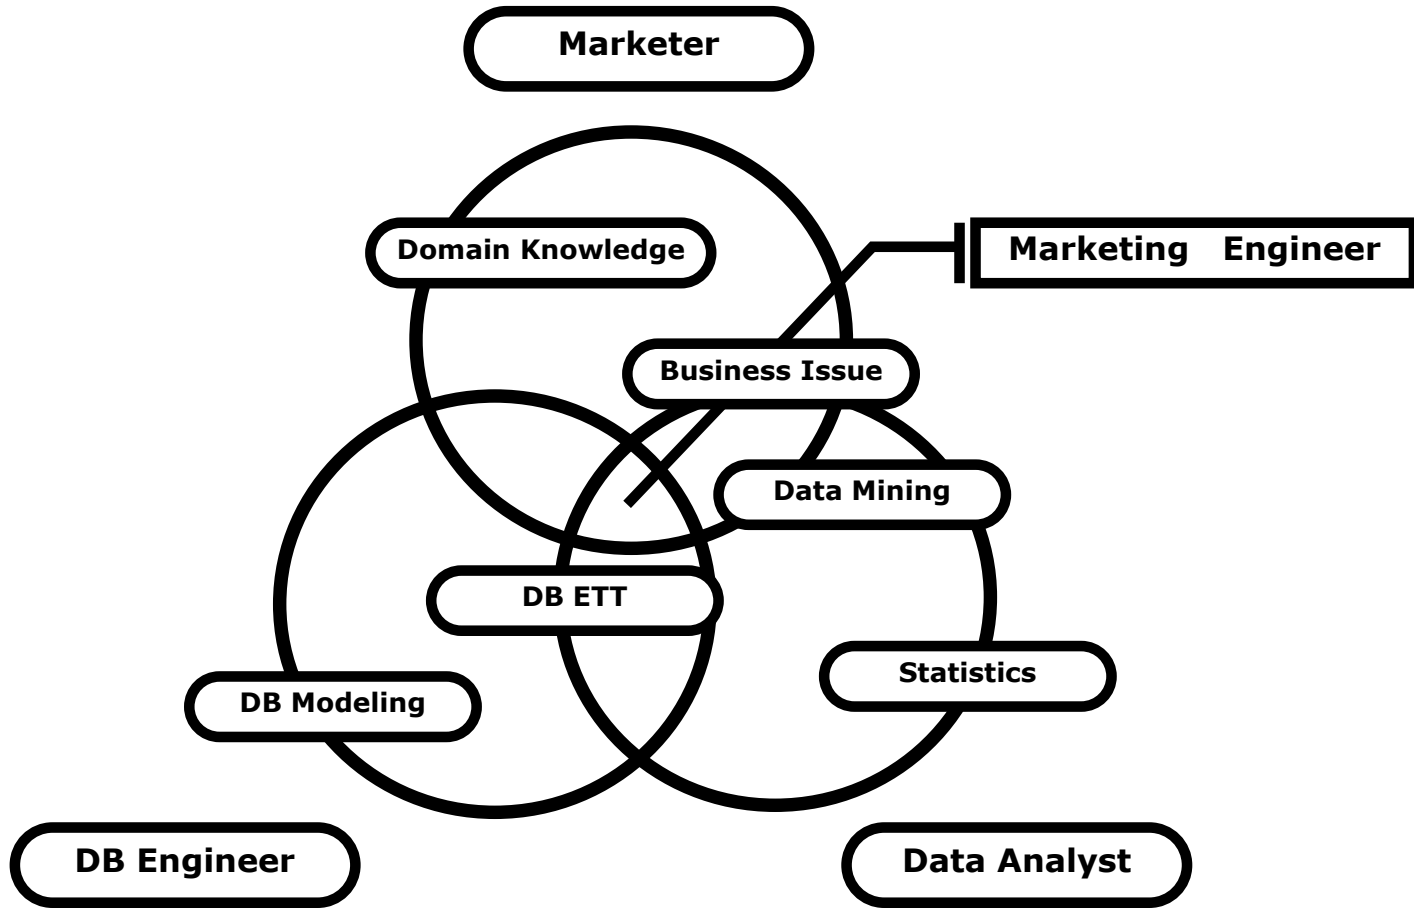 Marketer
Domain Knowledge
Marketing Engineer
Business Issue
Data Mining
DB ETT
Statistics
DB Modeling
DB Engineer
Data Analyst